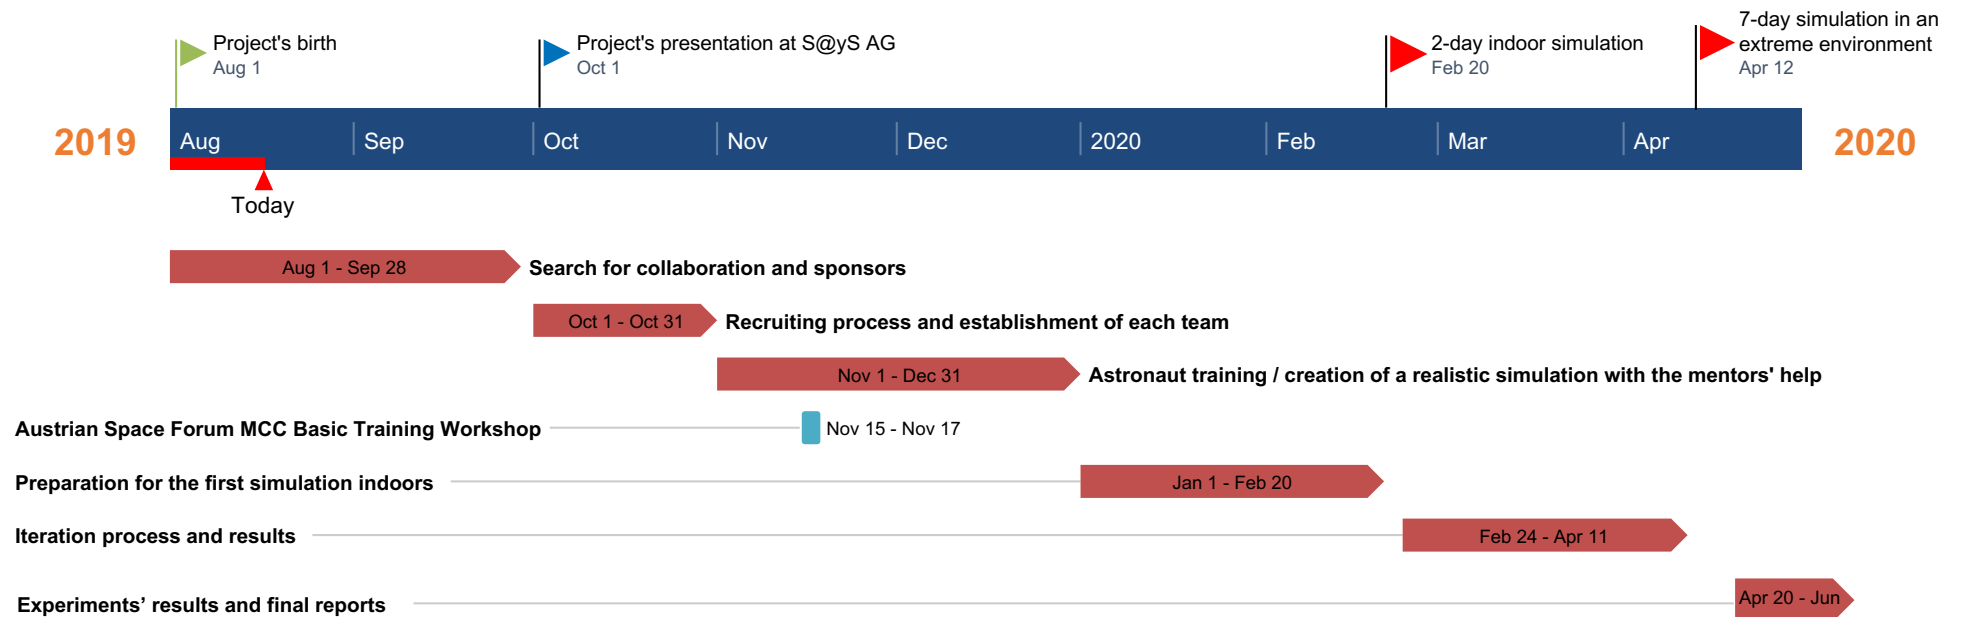 Project's birth
Aug 1
Project's presentation at S@yS AG
Oct 1
2-day indoor simulation
Feb 20
7-day simulation in an
extreme environment
Apr 12
2019
Aug
Sep
Oct
Nov
Dec
2020
Feb
Mar
Apr
2020
Today
Aug 1 - Sep 28
Search for collaboration and sponsors
Oct 1 - Oct 31
Recruiting process and establishment of each team
Nov 1 - Dec 31
Astronaut training / creation of a realistic simulation with the mentors' help
Austrian Space Forum MCC Basic Training Workshop
Nov 15 - Nov 17
Preparation for the first simulation indoors
Jan 1 - Feb 20
Iteration process and results
Feb 24 - Apr 11
Experiments’ results and final reports
Apr 20 - Jun